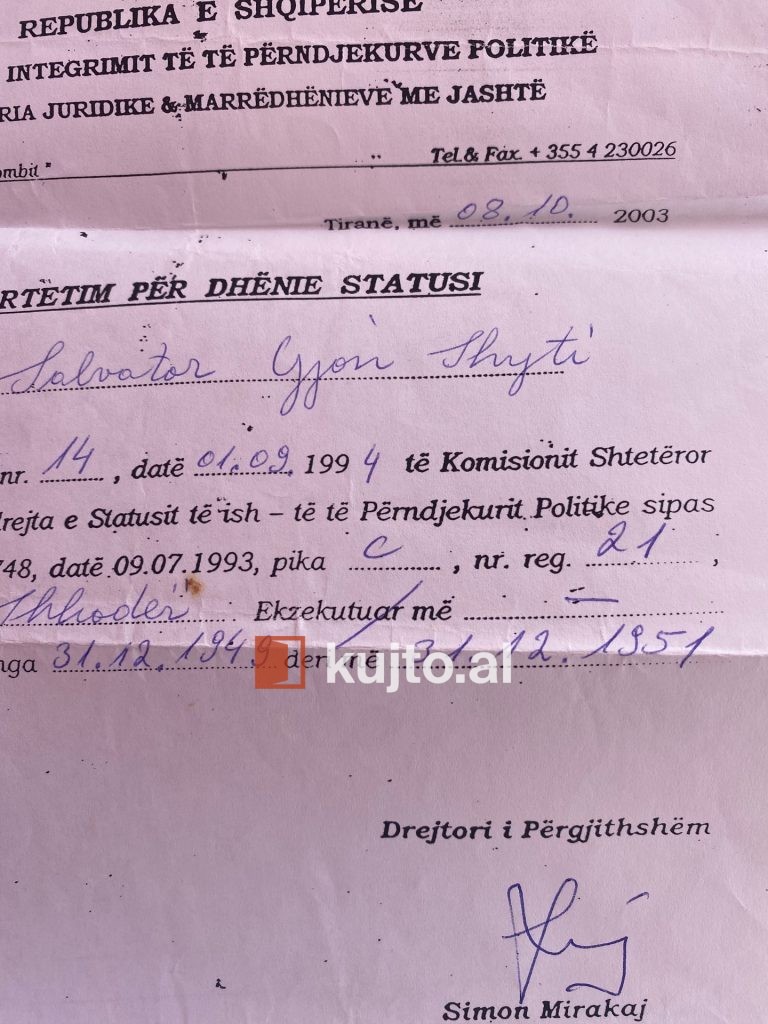 REPUBLIKA E SHQIPERISE
INTEGRIMIT TË TË PËRNDJEKURVE POLITIKË
RIA JURIDIKE & MARRËDHËNIEVE ME JASHTË
ombit " Tel.& Fax. + 355 4 230026
Tiranë, më 08.10. 2003
RTETIM PËR DHËNIE STATUSI
Salvator Gjon Shyti
nr. 14, datë 01.09. 1994 të Komisionit Shtetëror
drejta e Statusit të ish – të të Përndjekurit Politike sipas
748, datë 09.07.1993, pika C, nr. reg. 21,
Shkodër. Ekzekutuar më —
nga 31.12.1949 deri në 31.12.1951
kujto.al
Drejtori i Përgjithshëm
Simon Mirakaj